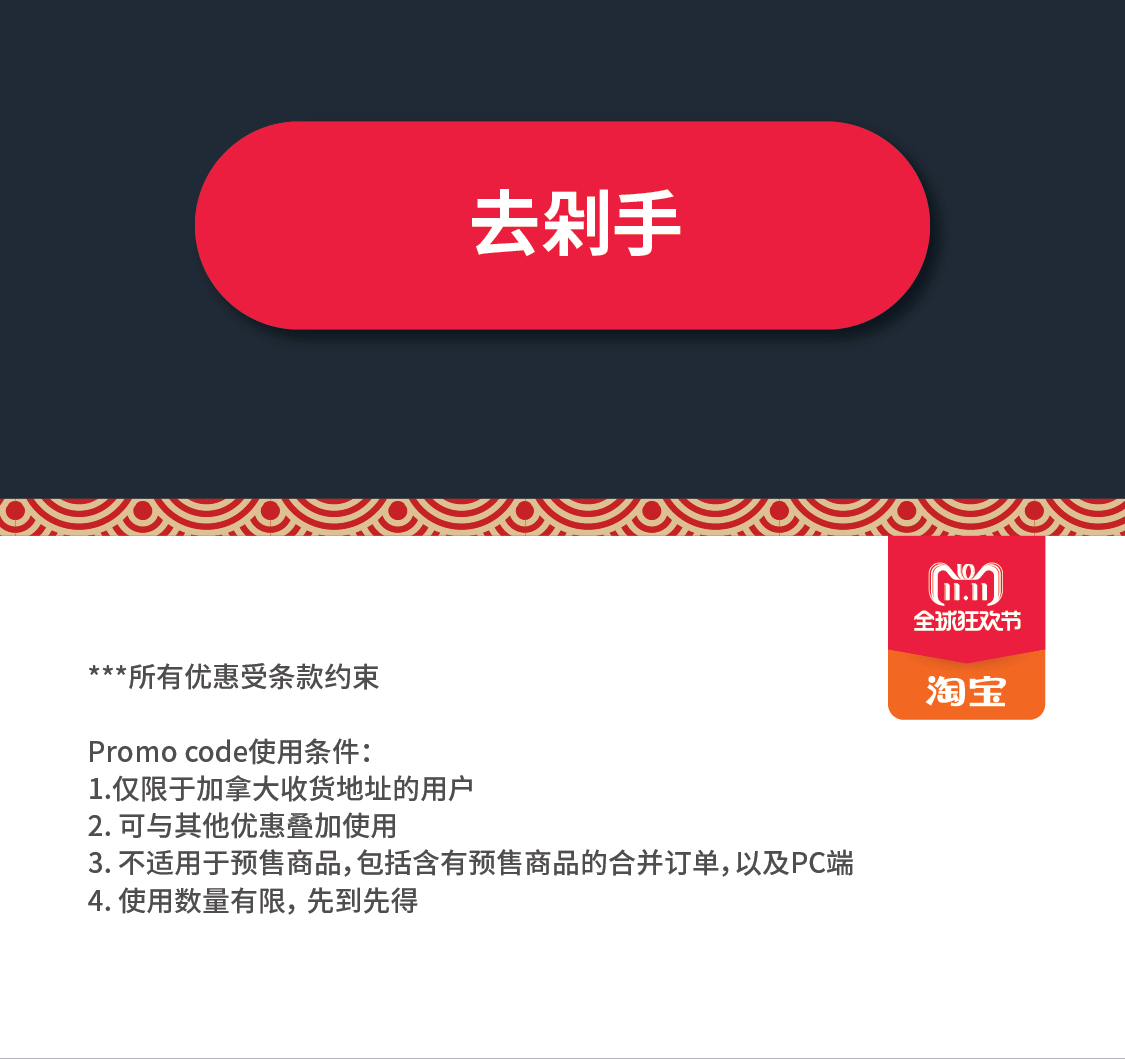 去剁手
10
11.11
全球狂欢节
淘宝
***所有优惠受条款约束
Promo code使用条件：
1.仅限于加拿大收货地址的用户
2. 可与其他优惠叠加使用
3. 不适用于预售商品，包括含有预售商品的合并订单，以及PC端
4. 使用数量有限，先到先得